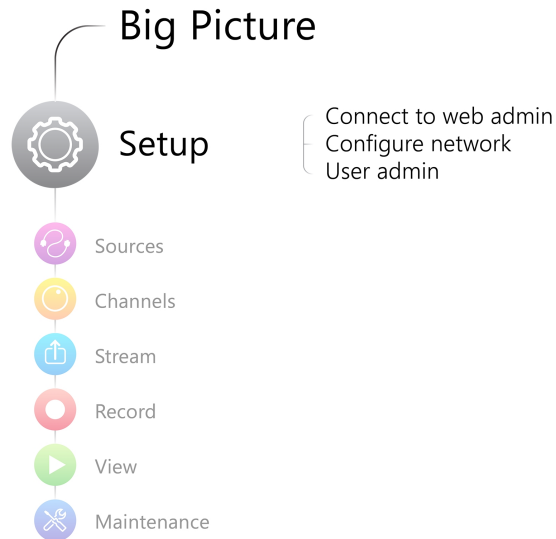 Big Picture
Setup
Connect to web admin
Configure network
User admin
Sources
Channels
Stream
Record
View
Maintenance